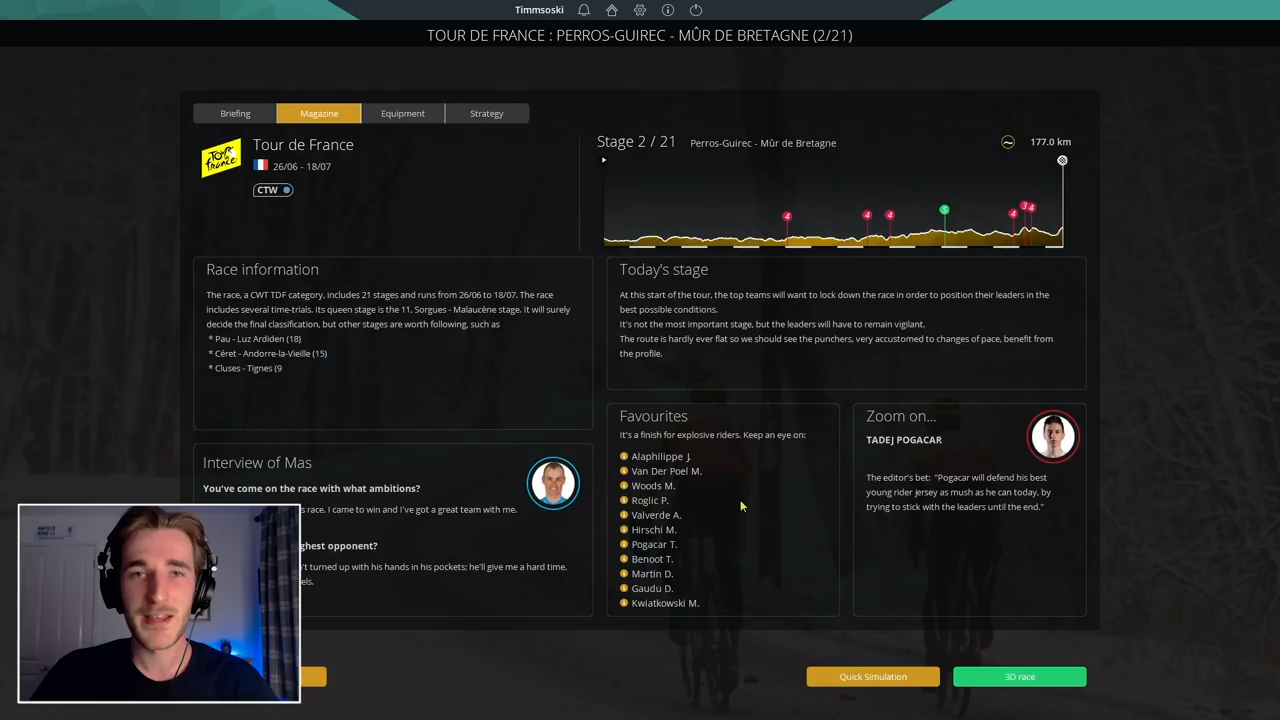 Timmsoski
TOUR DE FRANCE : PERROS-GUIREC - MÛR DE BRETAGNE (2/21)
Briefing
Magazine
Equipment
Strategy
TOUR
france
Tour de France
26/06 - 18/07
CTW
Stage 2 / 21
Perros-Guirec - Mûr de Bretagne
177.0 km
4
4
4
S
4
3
4
Race information
The race, a CWT TDF category, includes 21 stages and runs from 26/06 to 18/07. The race
includes several time-trials. Its queen stage is the 11, Sorgues - Malaucène stage. It will surely
decide the final classification, but other stages are worth following, such as
* Pau - Luz Ardiden (18)
* Céret - Andorre-la-Vieille (15)
* Cluses - Tignes (9
Today's stage
At this start of the tour, the top teams will want to lock down the race in order to position their leaders in the
best possible conditions.
It's not the most important stage, but the leaders will have to remain vigilant.
The route is hardly ever flat so we should see the punchers, very accustomed to changes of pace, benefit from
the profile.
Interview of Mas
You've come on the race with what ambitions?
s race. I came to win and I've got a great team with me.
ghest opponent?
't turned up with his hands in his pockets; he'll give me a hard time.
els.
Favourites
It's a finish for explosive riders. Keep an eye on:
Alaphilippe J.
Van Der Poel M.
Woods M.
Roglic P.
Valverde A.
Hirschi M.
Pogacar T.
Benoot T.
Martin D.
Gaudu D.
Kwiatkowski M.
Zoom on...
TADEJ POGACAR
The editor's bet: "Pogacar will defend his best
young rider jersey as much as he can today, by
trying to stick with the leaders until the end."
Quick Simulation
3D race